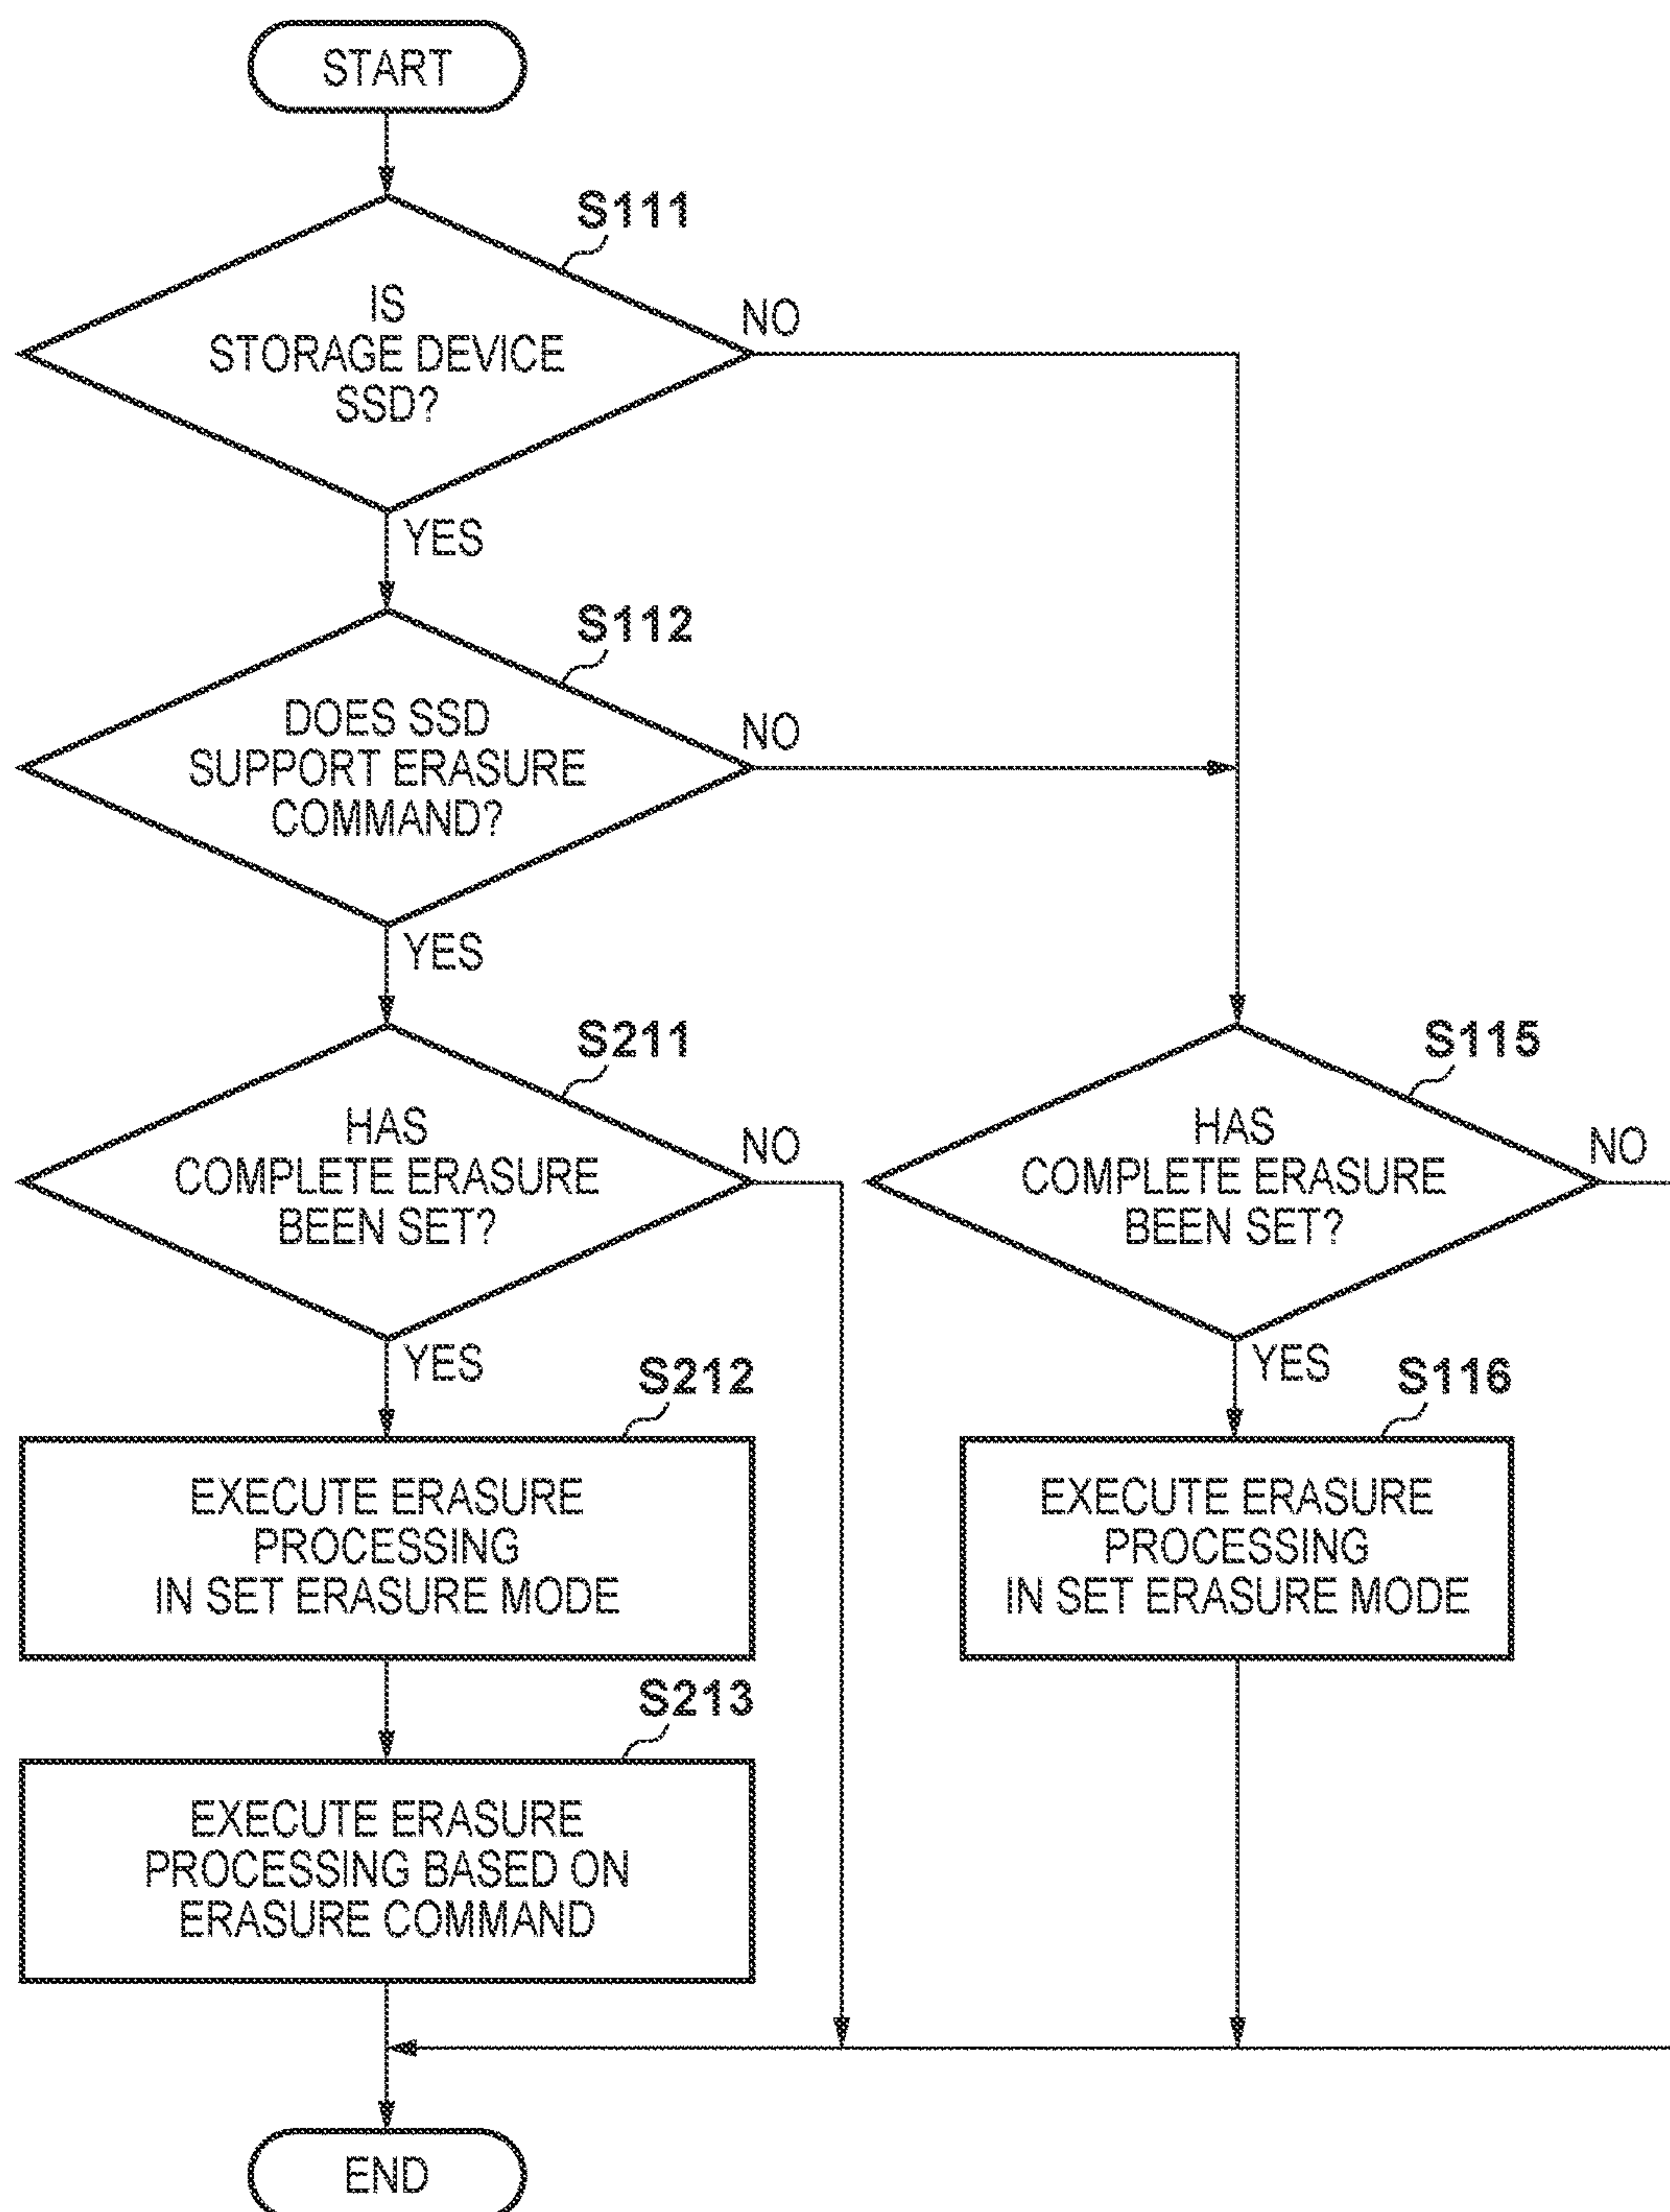 START
S111
IS
STORAGE DEVICE
SSD?
NO
YES
S112
DOES SSD
SUPPORT ERASURE
COMMAND?
NO
YES
S211
HAS
COMPLETE ERASURE
BEEN SET?
NO
YES
S115
HAS
COMPLETE ERASURE
BEEN SET?
NO
YES
S212
EXECUTE ERASURE
PROCESSING
IN SET ERASURE MODE
S116
EXECUTE ERASURE
PROCESSING
IN SET ERASURE MODE
S213
EXECUTE ERASURE
PROCESSING BASED ON
ERASURE COMMAND
END